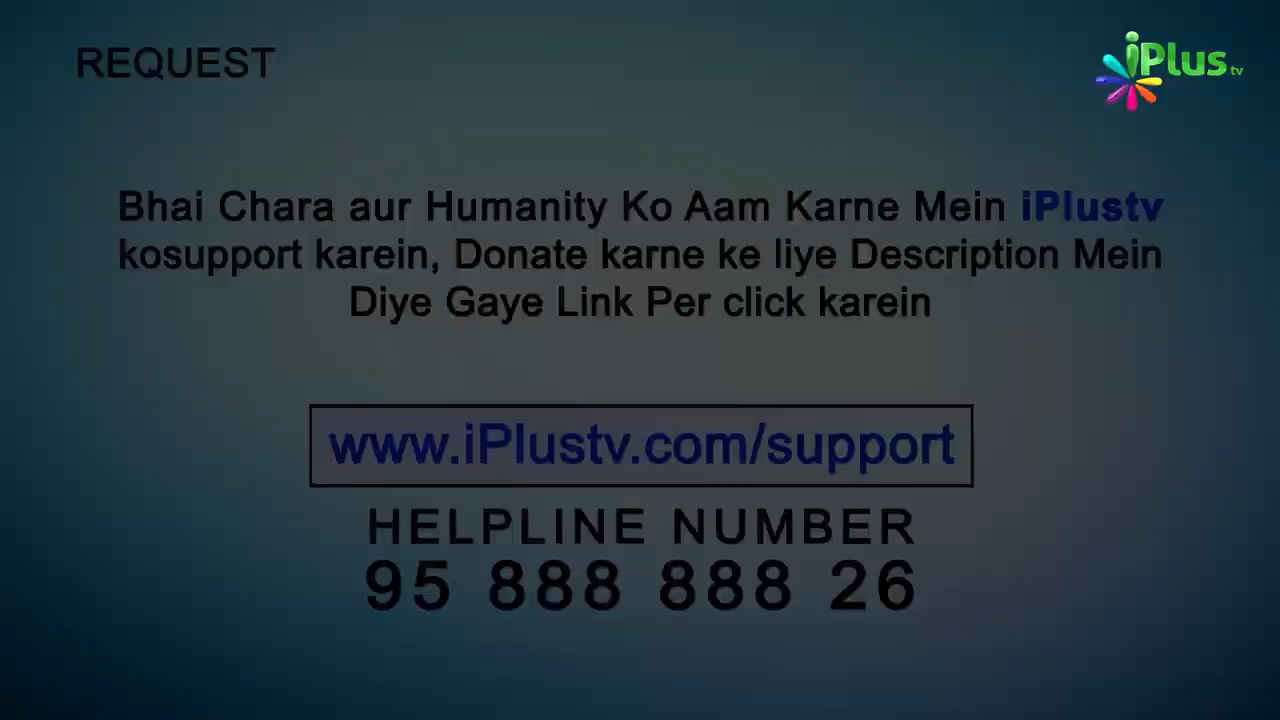 REQUEST
iPlus tv
Bhai Chara aur Humanity Ko Aam Karne Mein iPlustv
kosupport karein, Donate karne ke liye Description Mein
Diye Gaye Link Per click karein
www.iPlustv.com/support
HELPLINE NUMBER
95 888 888 26